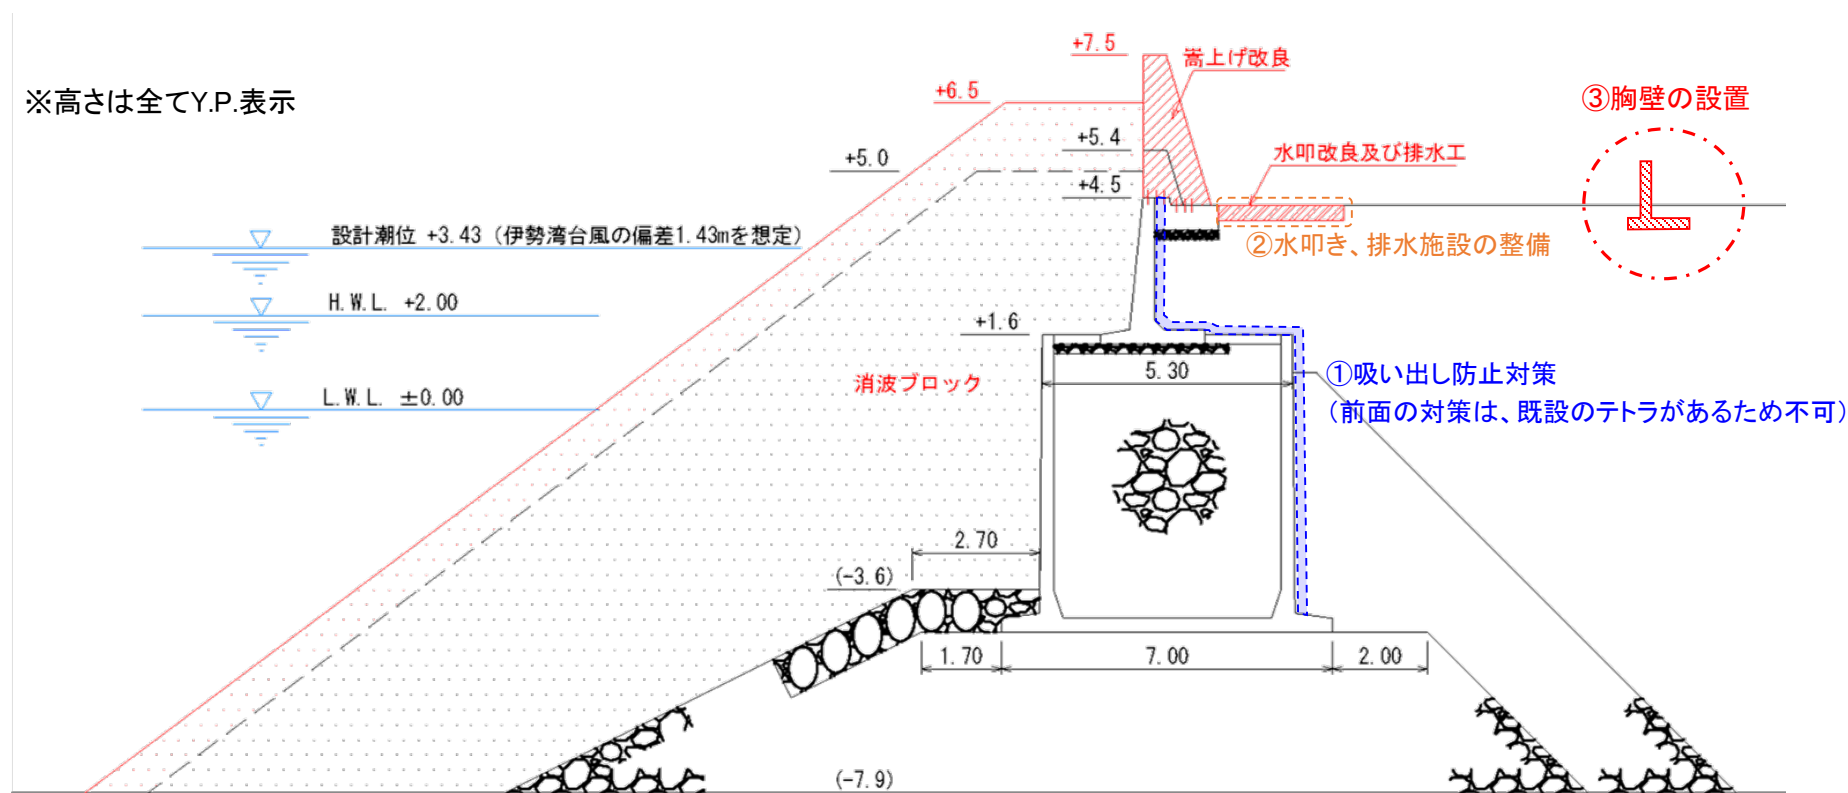 +7.5
嵩上げ改良
※高さは全てY.P.表示
+6.5
③胸壁の設置
+5.4
水叩改良及び排水工
+5.0
+4.5
設計潮位 +3.43 (伊勢湾台風の偏差1.43mを想定)
②水叩き、排水施設の整備
H.W.L. +2.00
+1.6
消波ブロック
5.30
①吸い出し防止対策
(前面の対策は、既設のテトラがあるため不可)
L.W.L. ±0.00
2.70
(-3.6)
1.70
7.00
2.00
(-7.9)